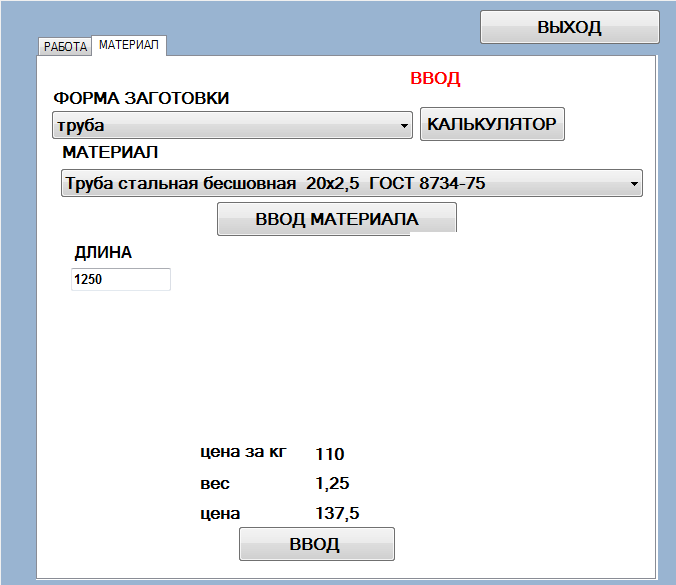 ВЫХОД
РАБОТА МАТЕРИАЛ
ВВОД
ФОРМА ЗАГОТОВКИ
труба КАЛЬКУЛЯТОР
МАТЕРИАЛ
Труба стальная бесшовная 20х2,5 ГОСТ 8734-75
ВВОД МАТЕРИАЛА
ДЛИНА
1250
цена за кг 110
вес 1,25
цена 137,5
ВВОД